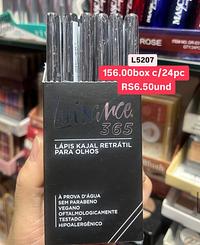 ROSE
L5207
156.00box c/24pc
RS6.50und
365
LÁPIS KAJAL RETRÁTIL
PARA OLHOS
À PROVA D'ÁGUA
SEM PARABENO
VEGANO
OFTALMOLOGICAMENTE
TESTADO
HIPOALERGÊNICO